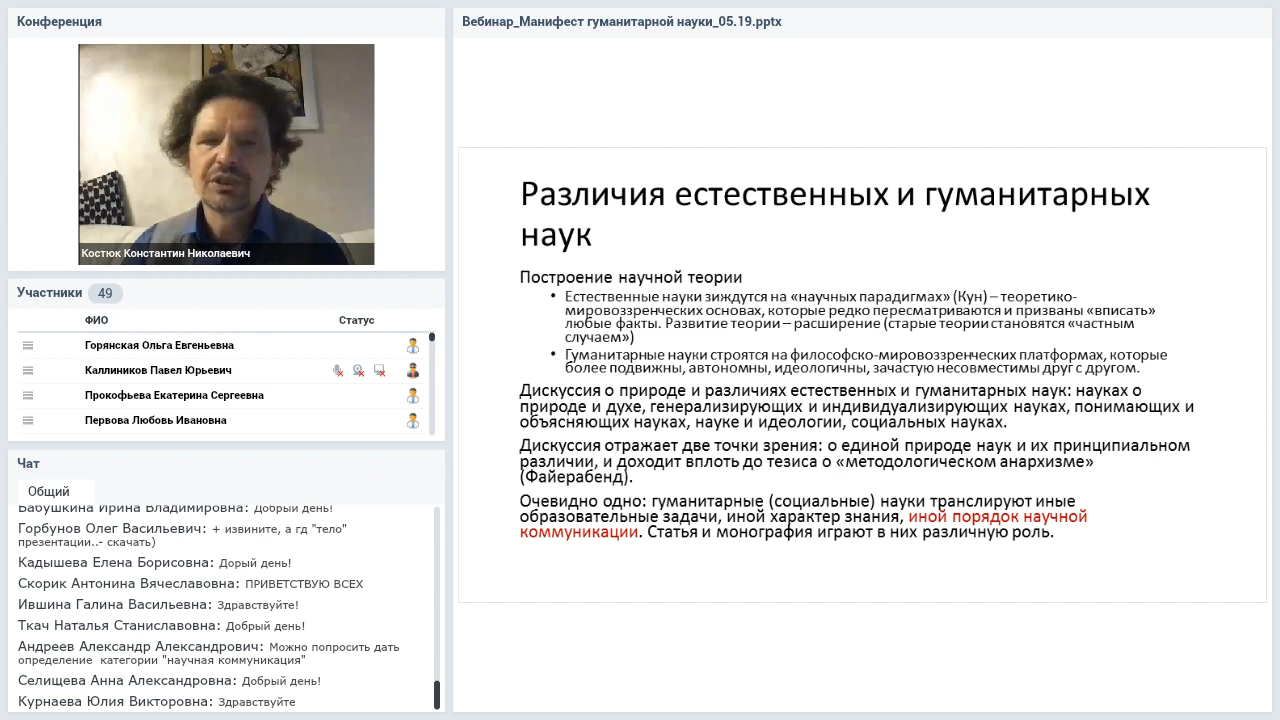 Конференция
Костюк Константин Николаевич
Участники 49
ФИО Статус
Горянская Ольга Евгеньевна
Каллиников Павел Юрьевич
Прокофьева Екатерина Сергеевна
Первова Любовь Ивановна
Чат
Общий
Бабушкина Ирина Владимировна: Добрый день!
Горбунов Олег Васильевич: + извините, а гд "тело"
презентации..- скачать)
Кадышева Елена Борисовна: Дорый день!
Скорик Антонина Вячеславовна: ПРИВЕТСТВУЮ ВСЕХ
Ившина Галина Васильевна: Здравствуйте!
Ткач Наталья Станиславовна: Добрый день!
Андреев Александр Александрович: Можно попросить дать
определение категории "научная коммуникация"
Селищева Анна Александровна: Добрый день!
Курнаева Юлия Викторовна: Здравствуйте
Вебинар_Манифест гуманитарной науки_05.19.pptx
Различия естественных и гуманитарных
наук
Построение научной теории
• Естественные науки зиждутся на «научных парадигмах» (Кун) – теоретико-
мировоззренческих основах, которые редко пересматриваются и призваны «вписать»
любые факты. Развитие теории – расширение (старые теории становятся «частным
случаем»)
• Гуманитарные науки строятся на философско-мировоззренческих платформах, которые
более подвижны, автономны, идеологичны, зачастую несовместимы друг с другом.
Дискуссия о природе и различиях естественных и гуманитарных наук: науках о
природе и духе, генерализирующих и индивидуализирующих науках, понимающих и
объясняющих науках, науке и идеологии, социальных науках.
Дискуссия отражает две точки зрения: о единой природе наук и их принципиальном
различии, и доходит вплоть до тезиса о «методологическом анархизме»
(Файерабенд).
Очевидно одно: гуманитарные (социальные) науки транслируют иные
образовательные задачи, иной характер знания, иной порядок научной
коммуникации. Статья и монография играют в них различную роль.